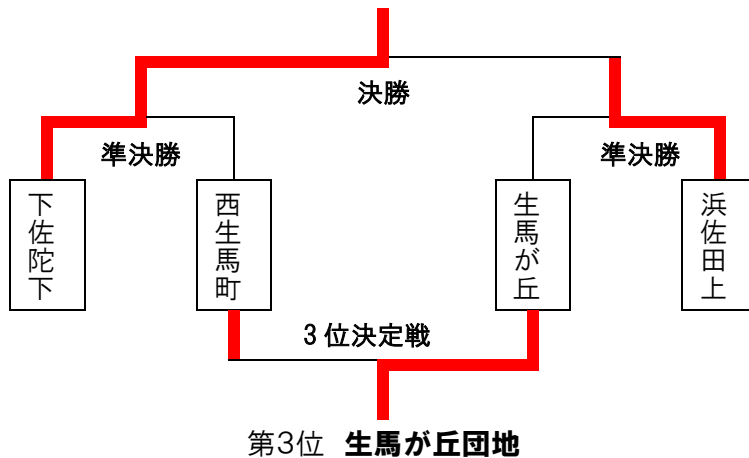 決勝
準決勝
準決勝
下佐陀下
西生馬町
生馬が丘
浜佐田上
3位決定戦
第3位 生馬が丘団地